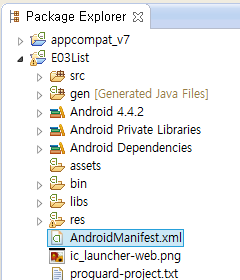 Package Explorer
appcompat_v7
E03List
src
gen [Generated Java Files]
Android 4.4.2
Android Private Libraries
Android Dependencies
assets
bin
libs
res
AndroidManifest.xml
ic_launcher-web.png
proguard-project.txt